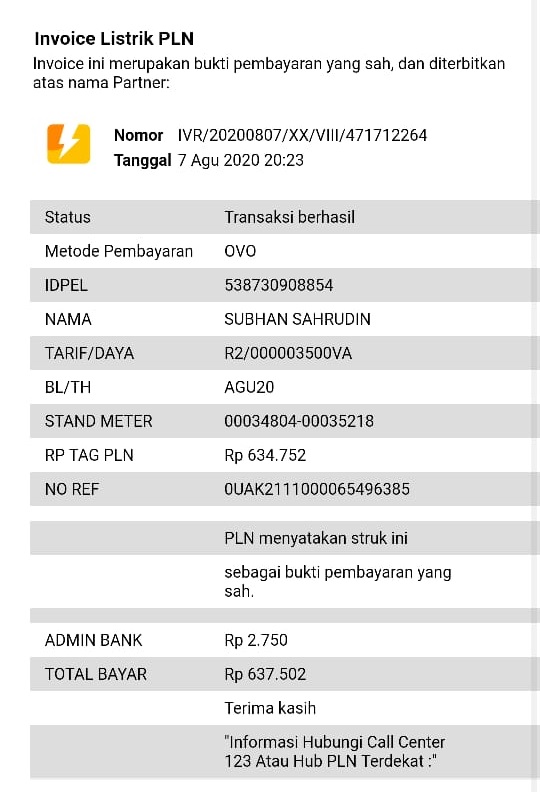 Invoice Listrik PLN
Invoice ini merupakan bukti pembayaran yang sah, dan diterbitkan
atas nama Partner:
Nomor IVR/20200807/XX/VIII/471712264
Tanggal 7 Agu 2020 20:23
Status Transaksi berhasil
Metode Pembayaran OVO
IDPEL 538730908854
NAMA SUBHAN SAHRUDIN
TARIF/DAYA R2/000003500VA
BL/TH AGU20
STAND METER 00034804-00035218
RP TAG PLN Rp 634.752
NO REF 0UAK2111000065496385
PLN menyatakan struk ini
sebagai bukti pembayaran yang
sah.
ADMIN BANK Rp 2.750
TOTAL BAYAR Rp 637.502
Terima kasih
"Informasi Hubungi Call Center
123 Atau Hub PLN Terdekat :"